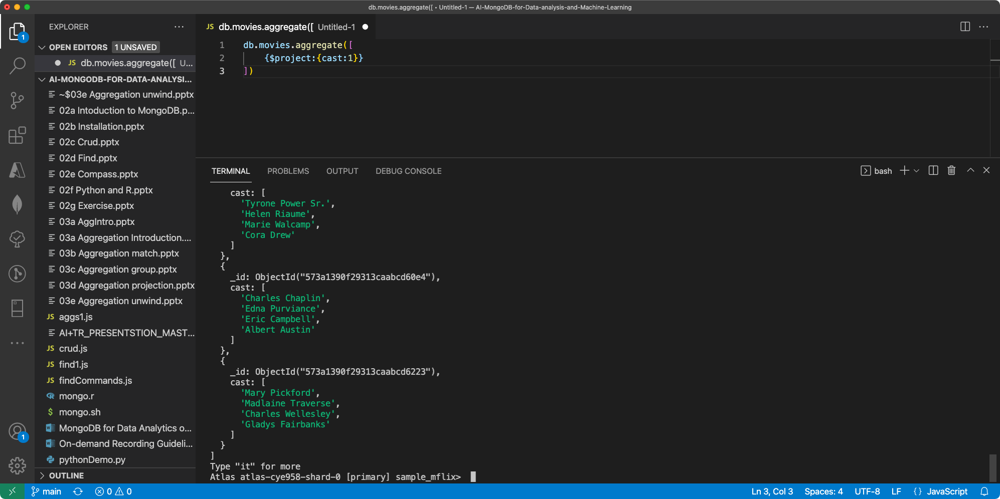 db.movies.aggregate([ • Untitled-1 — AI-MongoDB-for-Data-analysis-and-Machine-Learning
EXPLORER
OPEN EDITORS 1 UNSAVED
JS db.movies.aggregate([ U...
AI-MONGODB-FOR-DATA-ANALYSI...
~$03e Aggregation unwind.pptx
02a Intoduction to MongoDB.p...
02b Installation.pptx
02c Crud.pptx
02d Find.pptx
02e Compass.pptx
02f Python and R.pptx
02g Exercise.pptx
03a AggIntro.pptx
03a Aggregation Introduction....
03b Aggregation match.pptx
03c Aggregation group.pptx
03d Aggregation projection.pptx
03e Aggregation unwind.pptx
JS aggs1.js
AI+TR_PRESENTSTION_MAST...
JS crud.js
JS find1.js
JS findCommands.js
R mongo.r
$ mongo.sh
W MongoDB for Data Analytics o...
W On-demand Recording Guideli...
pythonDemo.py
OUTLINE
1
1
JS db.movies.aggregate([ Untitled-1
1 db.movies.aggregate([
2 {$project:{cast:1}}
3 ])
TERMINAL PROBLEMS OUTPUT DEBUG CONSOLE
bash
cast: [
'Tyrone Power Sr.',
'Helen Riaume',
'Marie Walcamp',
'Cora Drew'
]
},
{
_id: ObjectId("573a1390f29313caabcd60e4"),
cast: [
'Charles Chaplin',
'Edna Purviance',
'Eric Campbell',
'Albert Austin'
]
},
{
_id: ObjectId("573a1390f29313caabcd6223"),
cast: [
'Mary Pickford',
'Madlaine Traverse',
'Charles Wellesley',
'Gladys Fairbanks'
]
}
]
Type "it" for more
Atlas atlas-cye958-shard-0 [primary] sample_mflix>
main 0 0
Ln 3, Col 3 Spaces: 4 UTF-8 LF {} JavaScript